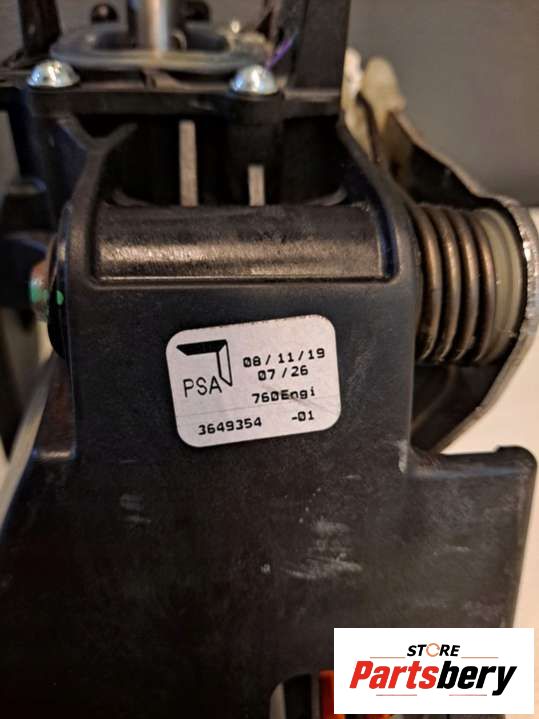 PSA
08/11/19
07/26
760Engi
3649354 -01
STORE
Partsbery